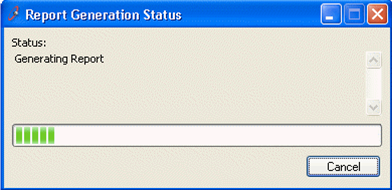 Report Generation Status
Status:
Generating Report
Cancel